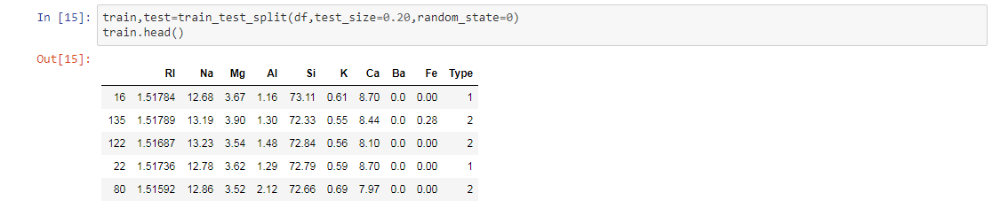 In [15]: train,test=train_test_split(df,test_size=0.20,random_state=0)
train.head()
Out[15]:
RI Na Mg Al Si K Ca Ba Fe Type
16 1.51784 12.68 3.67 1.16 73.11 0.61 8.70 0.0 0.00 1
135 1.51789 13.19 3.90 1.30 72.33 0.55 8.44 0.0 0.28 2
122 1.51687 13.23 3.54 1.48 72.84 0.56 8.10 0.0 0.00 2
22 1.51736 12.78 3.62 1.29 72.79 0.59 8.70 0.0 0.00 1
80 1.51592 12.86 3.52 2.12 72.66 0.69 7.97 0.0 0.00 2